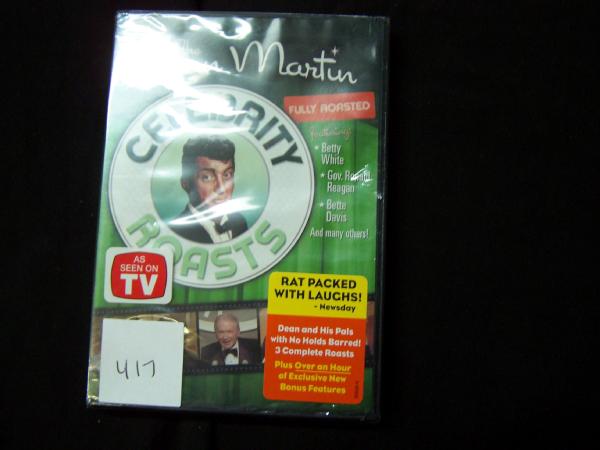 The
Martin
FULLY ROASTED
featuring:
CELEBRITY
ROASTS
★ Betty
White
★ Gov. Ronald
Reagan
★ Bette
Davis
And many others!
AS
SEEN ON
TV
RAT PACKED
WITH LAUGHS!
- Newsday
Dean and His Pals
with No Holds Barred!
3 Complete Roasts
Plus Over an Hour
of Exclusive New
Bonus Features
417